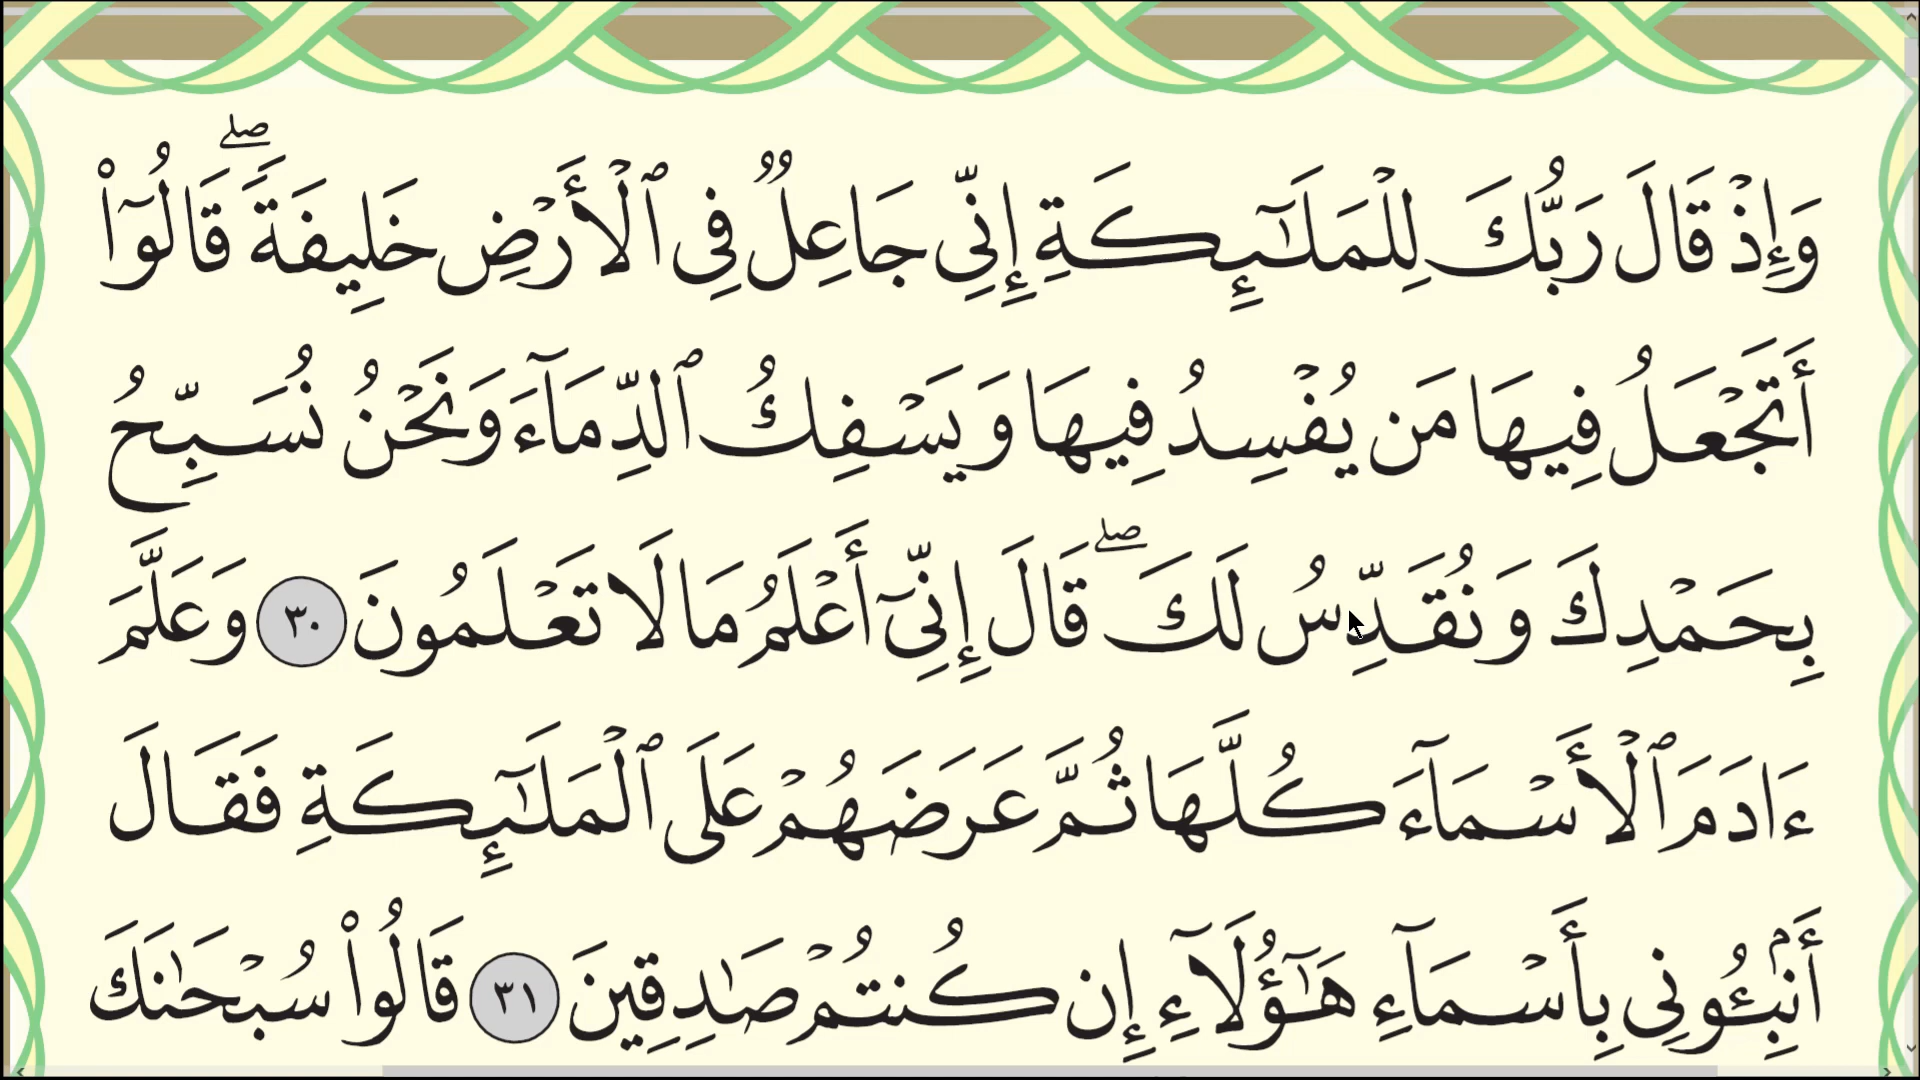 وَإِذۡ قَالَ رَبُّكَ لِلۡمَلَٰٓئِكَةِ إِنِّي جَاعِلٞ فِي ٱلۡأَرۡضِ خَلِيفَةٗۖ قَالُوٓاْ
أَتَجۡعَلُ فِيهَا مَن يُفۡسِدُ فِيهَا وَيَسۡفِكُ ٱلدِّمَآءَ وَنَحۡنُ نُسَبِّحُ
بِحَمۡدِكَ وَنُقَدِّسُ لَكَۖ قَالَ إِنِّيٓ أَعۡلَمُ مَا لَا تَعۡلَمُونَ ٣٠ وَعَلَّمَ
ءَادَمَ ٱلۡأَسۡمَآءَ كُلَّهَا ثُمَّ عَرَضَهُمۡ عَلَى ٱلۡمَلَٰٓئِكَةِ فَقَالَ
أَنۢبِـُٔونِي بِأَسۡمَآءِ هَٰٓؤُلَآءِ إِن كُنتُمۡ صَٰدِقِينَ ٣١ قَالُواْ سُبۡحَٰنَكَ